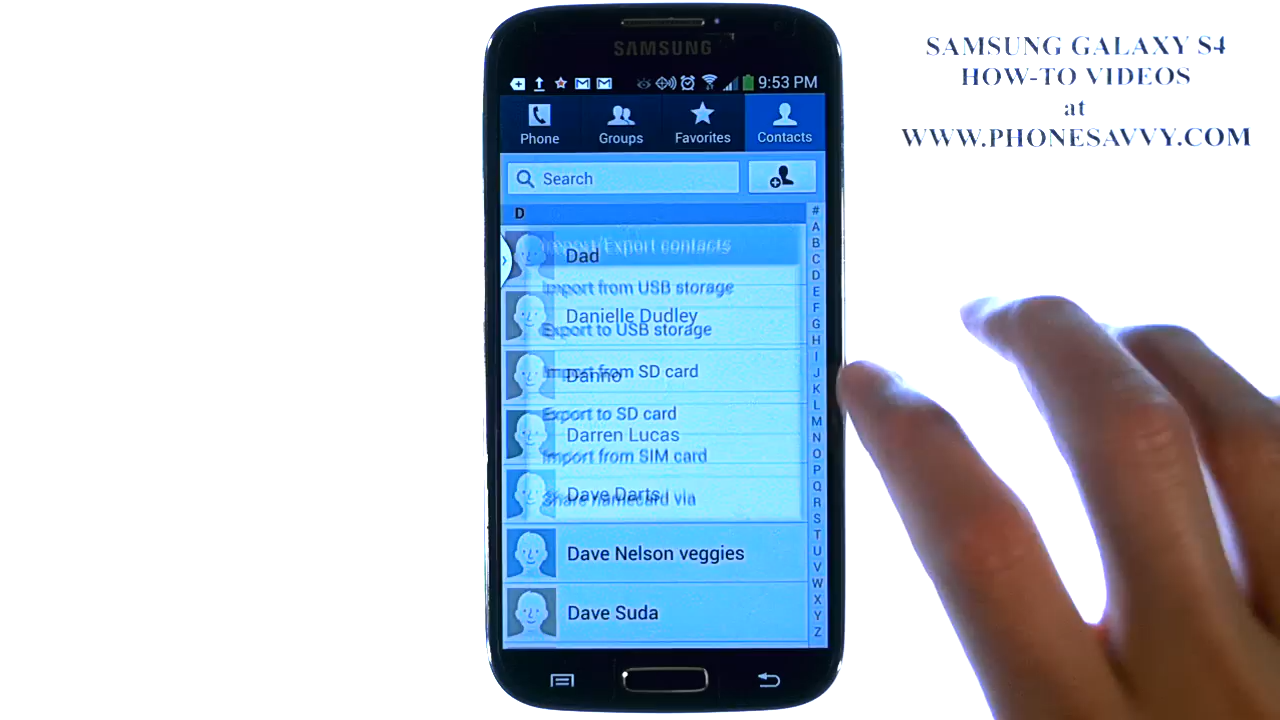 SAMSUNG GALAXY S4
HOW-TO VIDEOS
at
WWW.PHONESAVVY.COM
SAMSUNG
9:53 PM
Phone
Groups
Favorites
Contacts
Search
D
Dad
Import/Export contacts
Import from USB storage
Danielle Dudley
Export to USB storage
Import from SD card
Danno
Export to SD card
Darren Lucas
Import from SIM card
Dave Darts
Share namecard via
Dave Nelson veggies
Dave Suda
#
A
B
C
D
E
F
G
H
I
J
K
L
M
N
O
P
Q
R
S
T
U
V
W
X
Y
Z